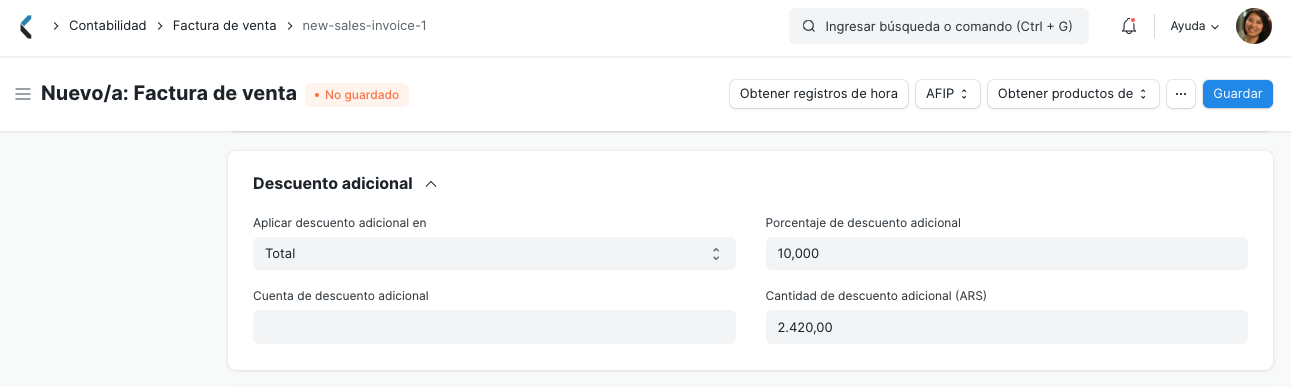 Contabilidad > Factura de venta > new-sales-invoice-1
Ingresar búsqueda o comando (Ctrl + G)
Ayuda
Nuevo/a: Factura de venta
• No guardado
Obtener registros de hora
AFIP
Obtener productos de
...
Guardar
Descuento adicional
Aplicar descuento adicional en
Total
Porcentaje de descuento adicional
10,000
Cuenta de descuento adicional
Cantidad de descuento adicional (ARS)
2.420,00